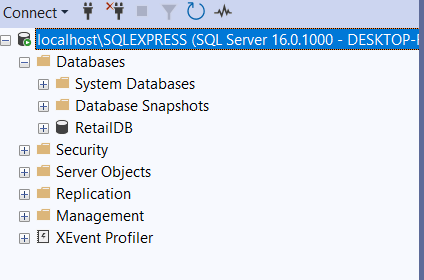 Connect
localhost\SQLEXPRESS (SQL Server 16.0.1000 - DESKTOP-
Databases
System Databases
Database Snapshots
RetailDB
Security
Server Objects
Replication
Management
XEvent Profiler